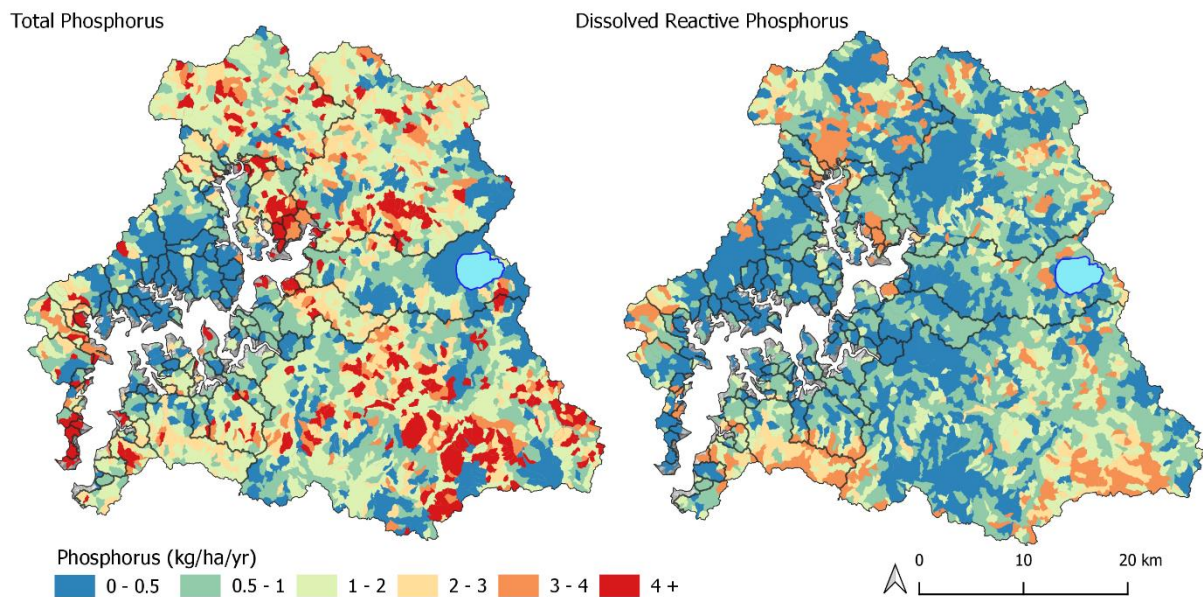 Total Phosphorus
Dissolved Reactive Phosphorus
Phosphorus (kg/ha/yr)
0 - 0.5
0.5 - 1
1 - 2
2 - 3
3 - 4
4 +
0 10 20 km